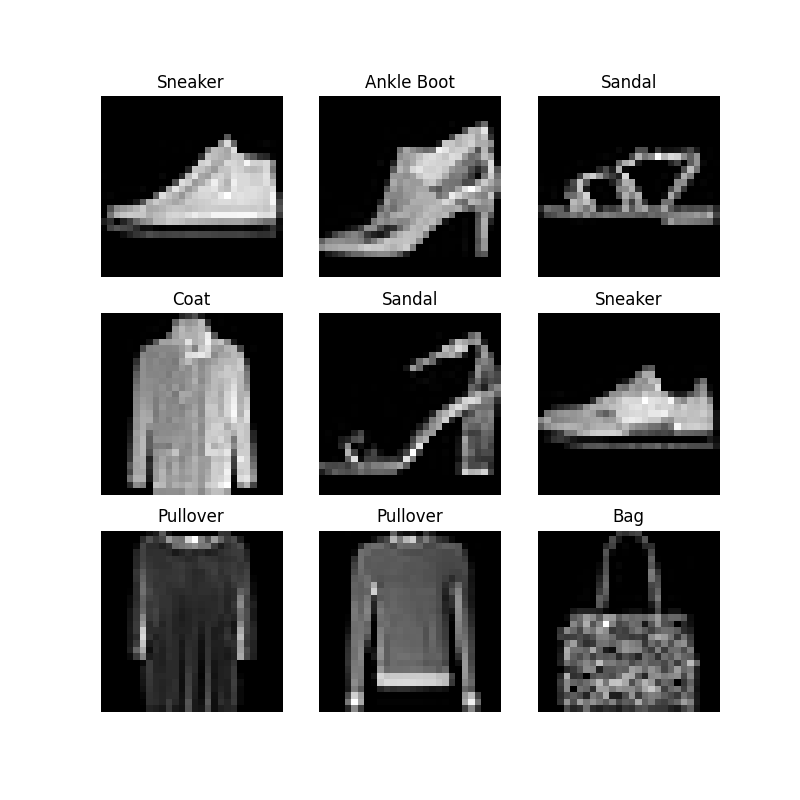 Sneaker
Ankle Boot
Sandal
Coat
Sandal
Sneaker
Pullover
Pullover
Bag